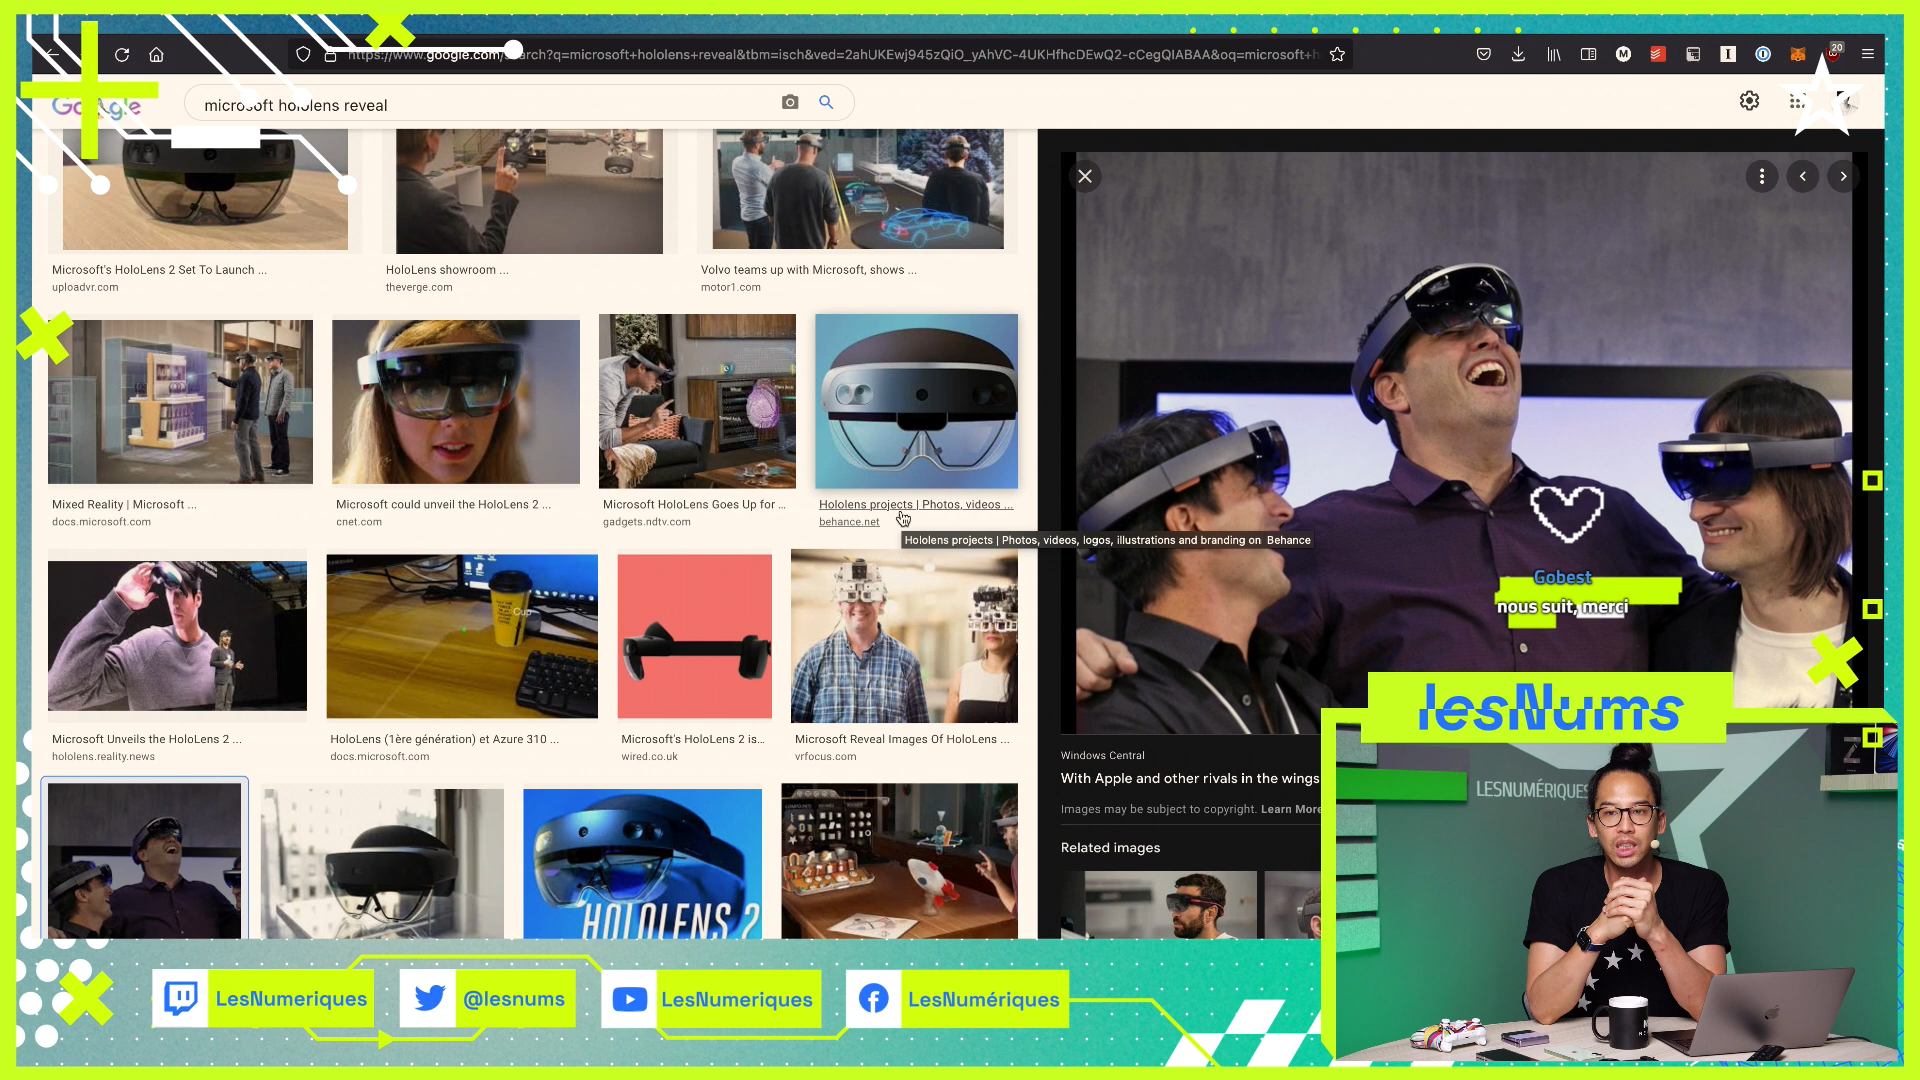 https://www.google.com/search?q=microsoft+hololens+reveal&tbm=isch&ved=2ahUKEwj945zQiO_yAhVC-4UKHfhcDEwQ2-cCegQIABAA&oq=microsoft+h
20
Google
microsoft hololens reveal
Microsoft's HoloLens 2 Set To Launch ...
uploadvr.com
HoloLens showroom ...
theverge.com
Volvo teams up with Microsoft, shows ...
motor1.com
Mixed Reality | Microsoft ...
docs.microsoft.com
Microsoft could unveil the HoloLens 2 ...
cnet.com
Microsoft HoloLens Goes Up for ...
gadgets.ndtv.com
Hololens projects | Photos, videos ...
behance.net
Hololens projects | Photos, videos, logos, illustrations and branding on Behance
Cup
Gobest
nous suit, merci
Microsoft Unveils the HoloLens 2 ...
hololens.reality.news
HoloLens (1ère génération) et Azure 310 ...
docs.microsoft.com
Microsoft's HoloLens 2 is...
wired.co.uk
Microsoft Reveal Images Of HoloLens ...
vrfocus.com
HOLOLENS 2
Windows Central
With Apple and other rivals in the wings
Images may be subject to copyright. Learn More
Related images
lesNums
LESNUMÉRIQUES
LesNumeriques
@lesnums
LesNumeriques
LesNumériques